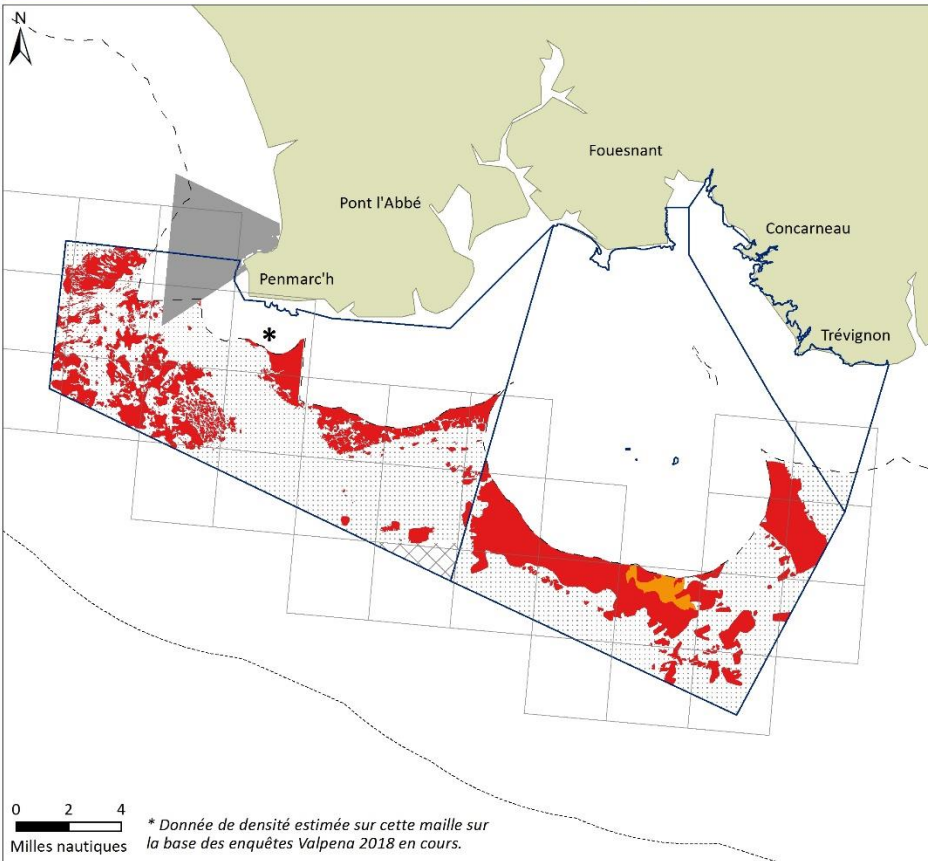 N
Fouesnant
Pont l'Abbé
Concarneau
Penmarc'h
Trévignon
*
0 2 4
Milles nautiques
* Donnée de densité estimée sur cette maille sur
la base des enquêtes Valpena 2018 en cours.